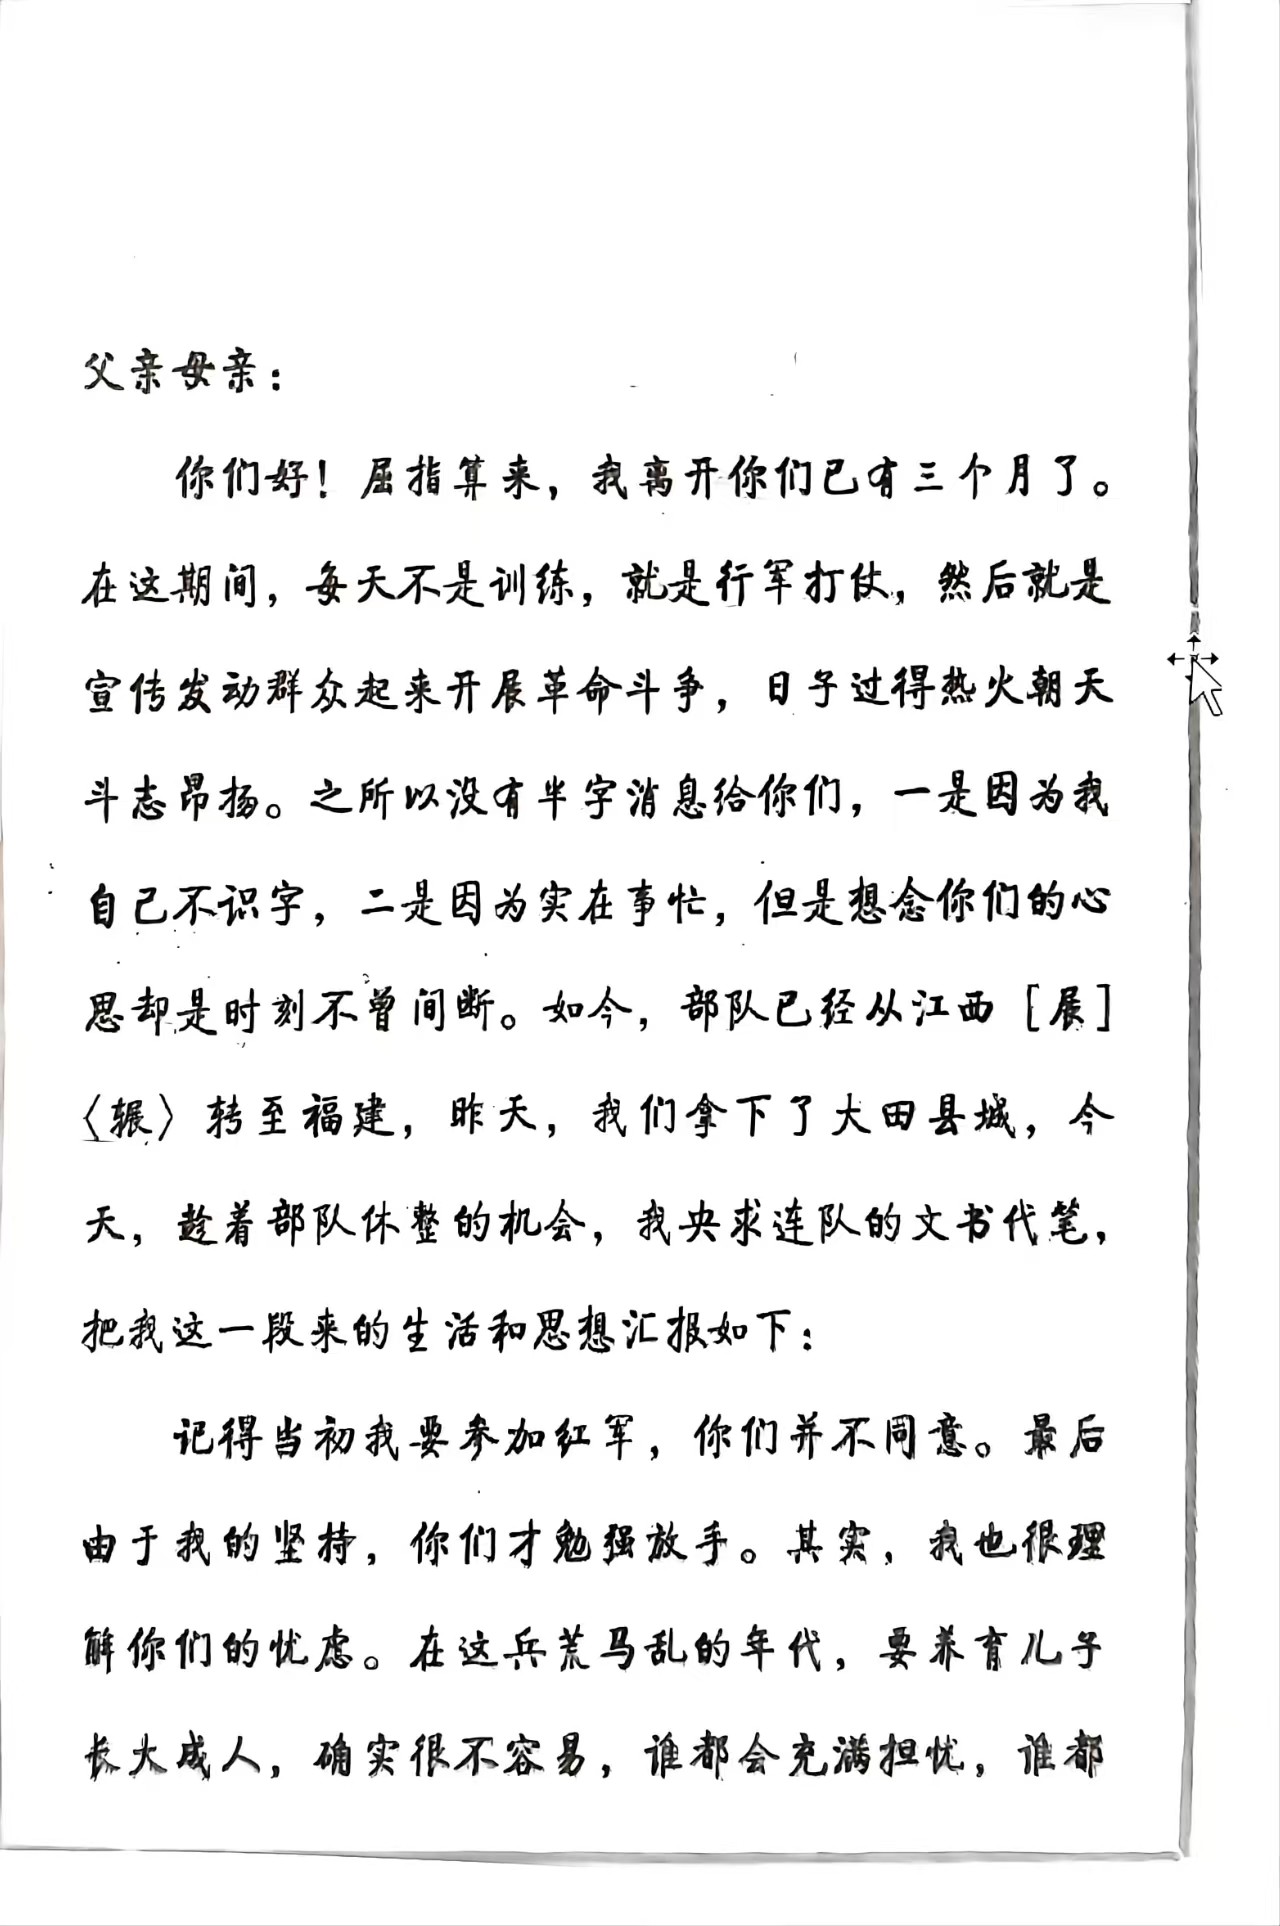 父亲母亲：
你们好！屈指算来，我离开你们已有三个月了。
在这期间，每天不是训练，就是行军打仗，然后就是
宣传发动群众起来开展革命斗争，日子过得热火朝天
斗志昂扬。之所以没有半字消息给你们，一是因为我
自己不识字，二是因为实在事忙，但是想念你们的心
思却是时刻不曾间断。如今，部队已经从江西［展］
〈辗〉转至福建，昨天，我们拿下了大田县城，今
天，趁着部队休整的机会，我央求连队的文书代笔，
把我这一段来的生活和思想汇报如下：
记得当初我要参加红军，你们并不同意。最后
由于我的坚持，你们才勉强放手。其实，我也很理
解你们的忧虑。在这兵荒马乱的年代，要养育儿子
长大成人，确实很不容易，谁都会充满担忧，谁都